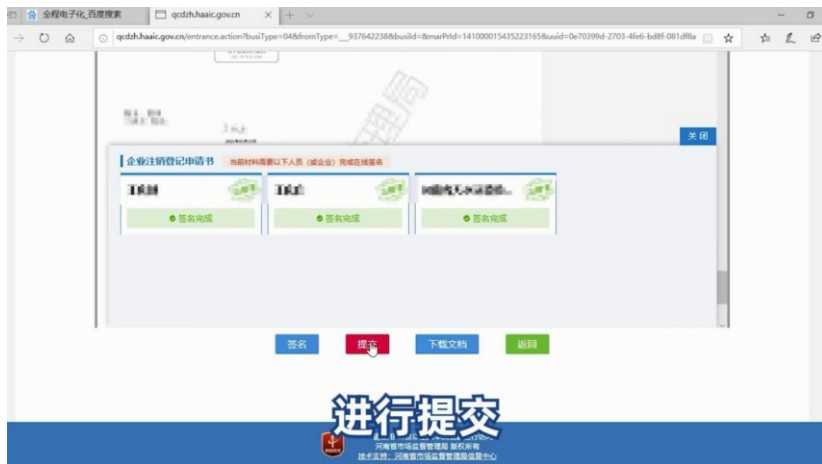 全程电子化_百度搜索
qcdzh.haaic.gov.cn
qcdzh.haaic.gov.cn/entrance.action?busiType=04&fromType=__937642238&busiId=&marPrId=1410000154352223165&uuid=0e70399d-2703-4fe6-bd8f-081df8a
关闭
企业注销登记申请书 当前材料需要以下人员（或企业）完成在线签名
签名完成 签名完成 签名完成
签名 提交 下载文档 返回
进行提交
河南省市场监督管理局 版权所有
技术支持：河南省市场监督管理局信息中心